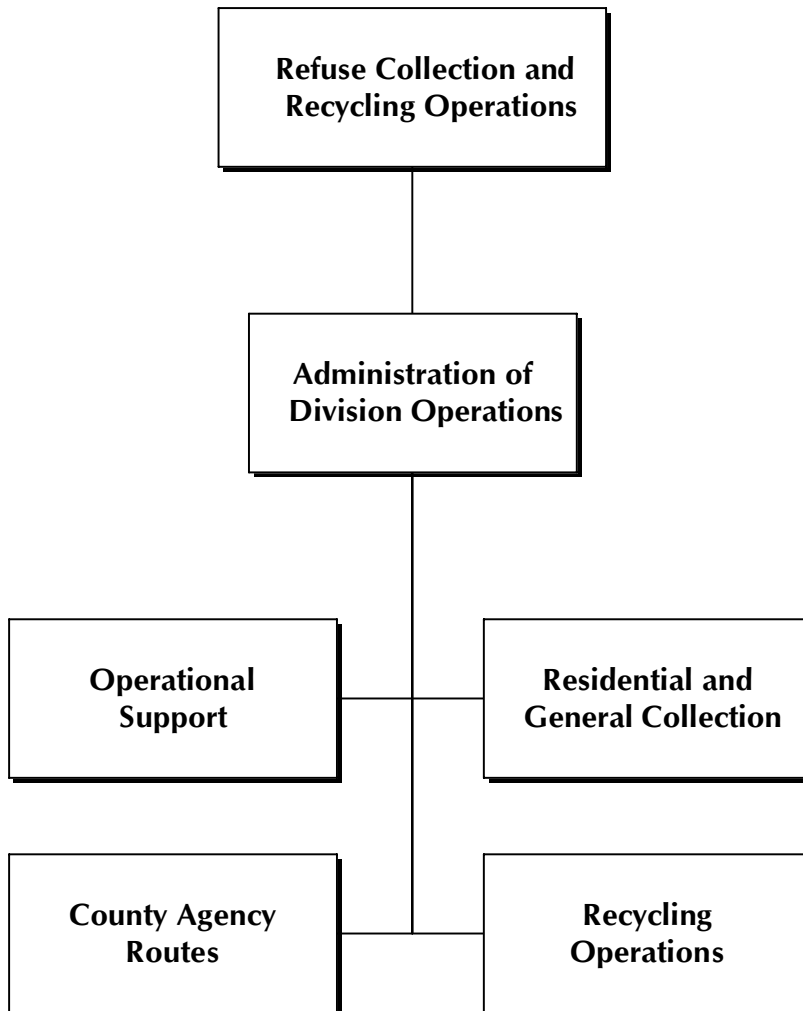 Refuse Collection and
Recycling Operations
Administration of
Division Operations
Operational
Support
Residential and
General Collection
County Agency
Routes
Recycling
Operations